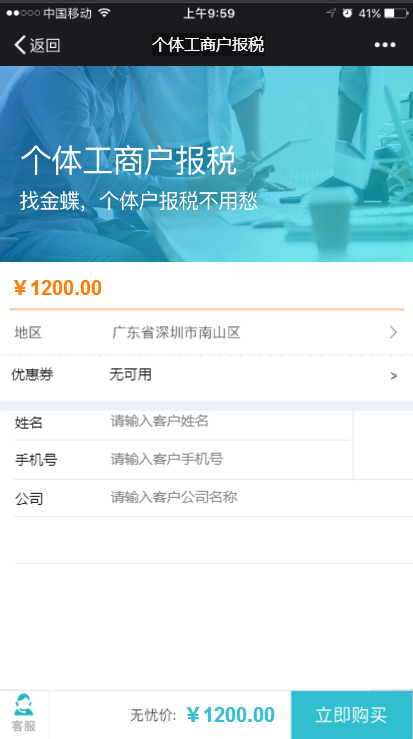 中国移动 上午9:59 41%
返回 个体工商户报税
个体工商户报税
找金蝶，个体户报税不用愁
￥1200.00
地区 广东省深圳市南山区
优惠券 无可用 >
姓名 请输入客户姓名
手机号 请输入客户手机号
公司 请输入客户公司名称
客服 无忧价: ￥1200.00 立即购买